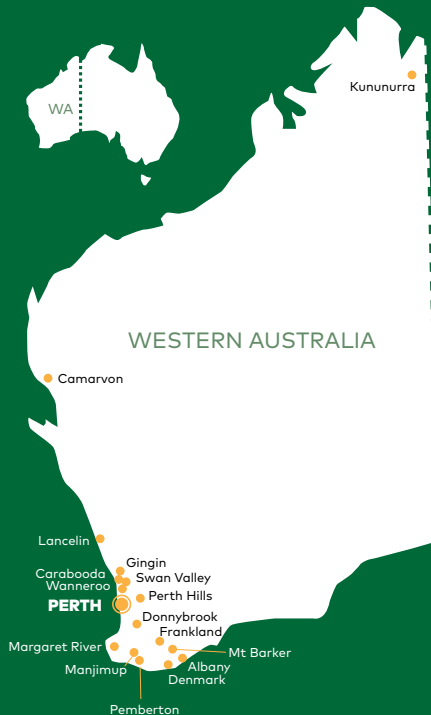 Kununurra
WA
WESTERN AUSTRALIA
Camarvon
Lancelin
Gingin
Carabooda
Swan Valley
Wanneroo
Perth Hills
PERTH
Donnybrook
Frankland
Margaret River
Mt Barker
Manjimup
Albany
Denmark
Pemberton